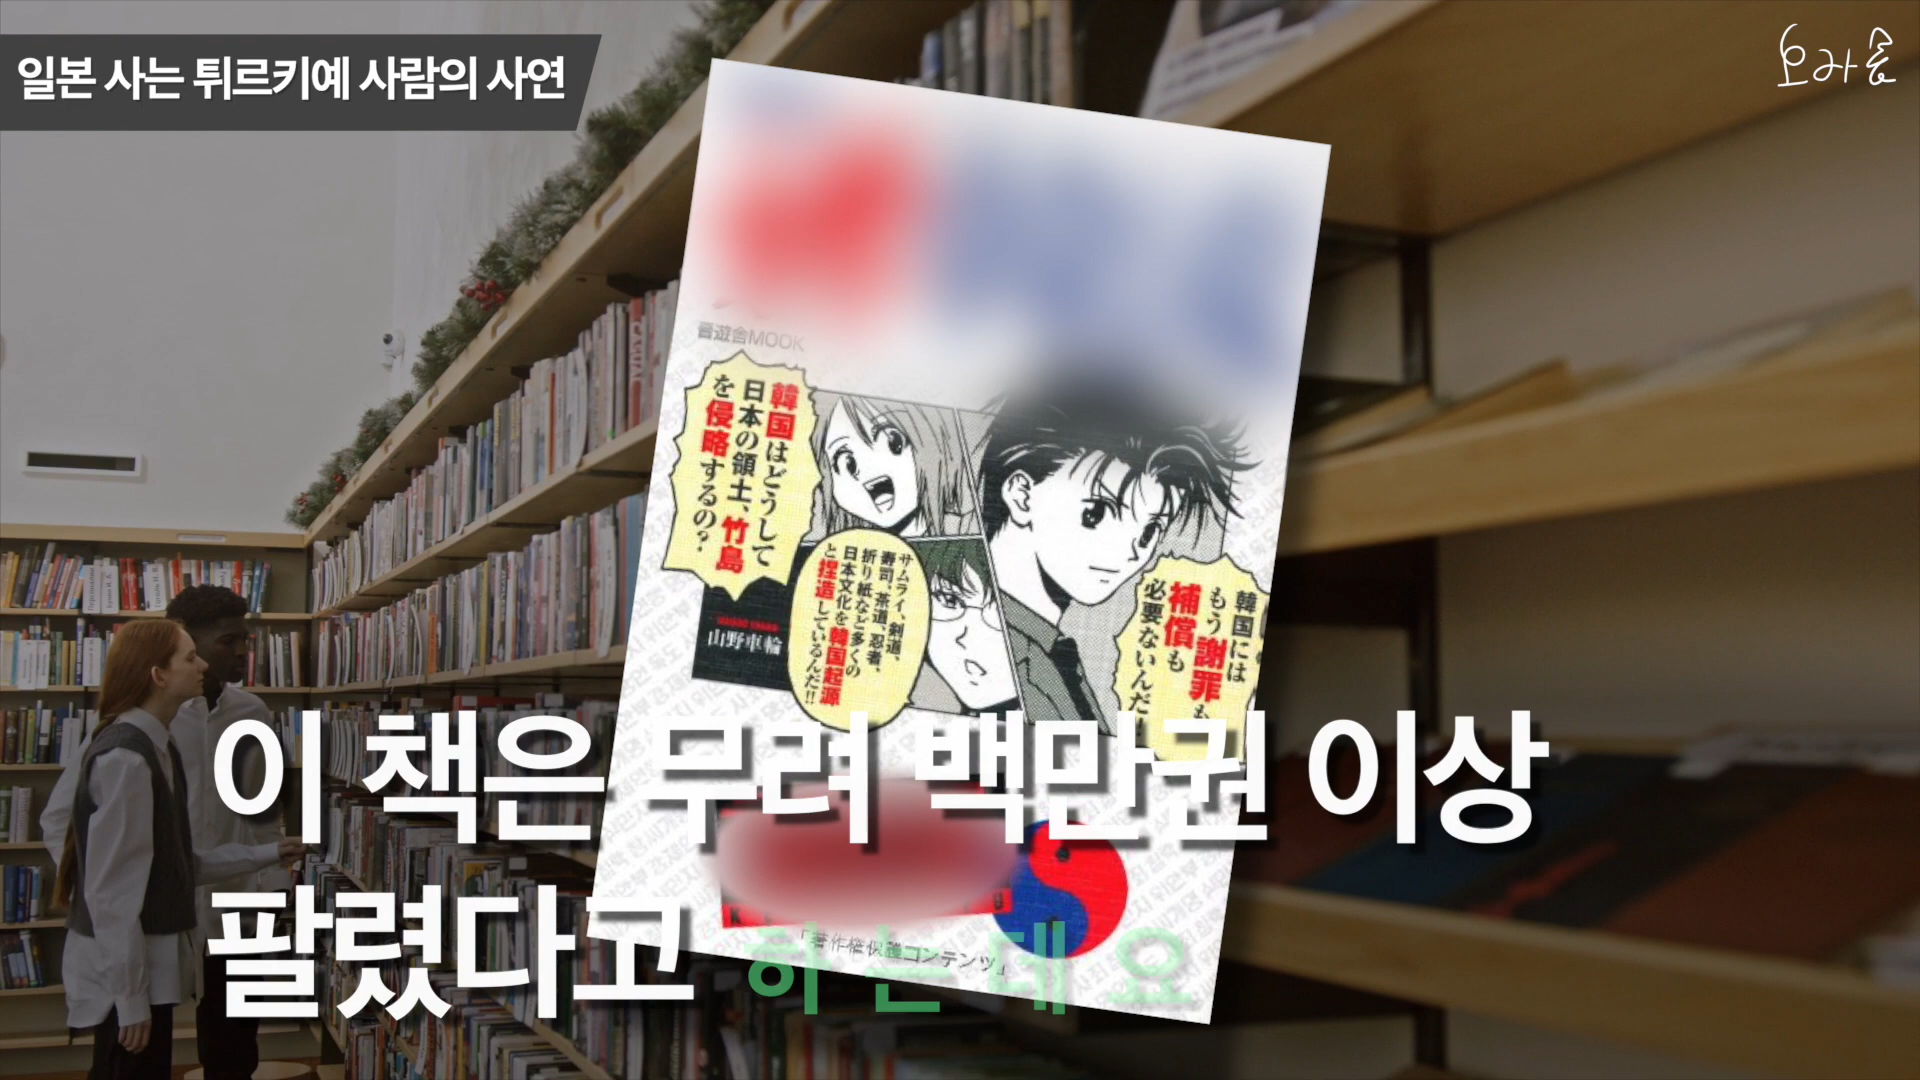 일본 사는 튀르키예 사람의 사연
오라솜
晋遊舎MOOK
韓国はどうして
日本の領土、竹島
を侵略するの？
サムライ、剣道、
寿司、茶道、忍者、
折り紙など多くの
日本文化を韓国起源
と捏造しているんだ!!
山野車輪
韓国には
もう謝罪も
補償も
必要ないんだ!!
이 책은 무려 백만권 이상
팔렸다고 하는데요
「著作権保護コンテンツ」